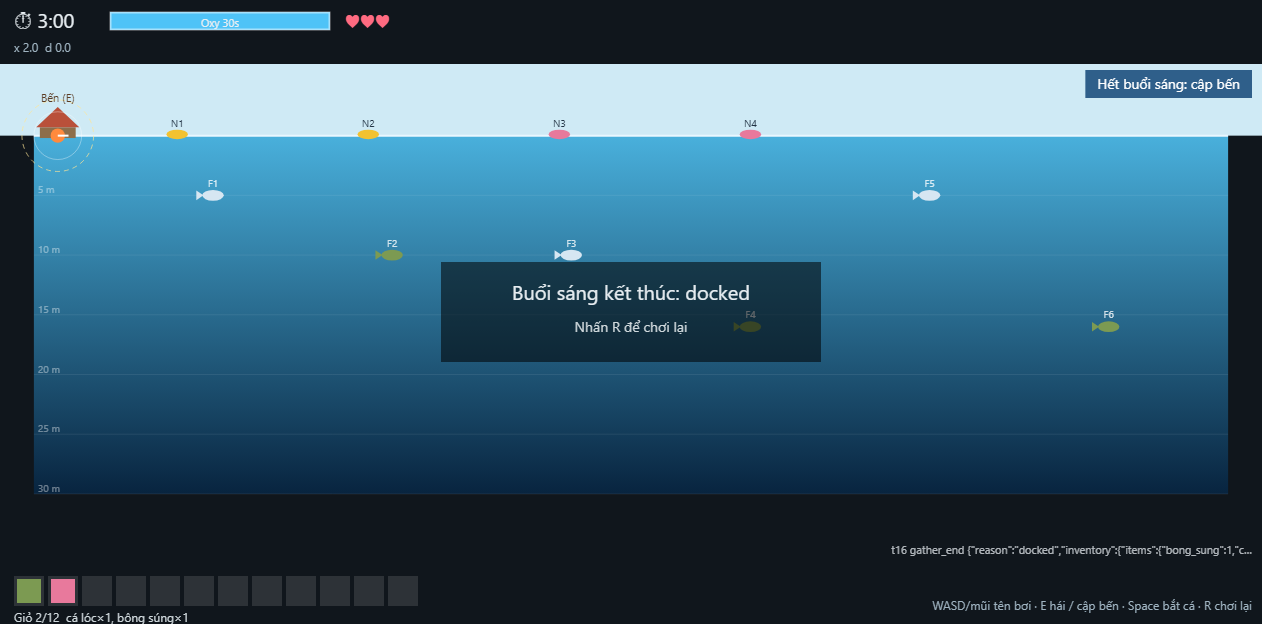 3:00
Oxy 30s
x 2.0 d 0.0
Hết buổi sáng: cập bến
Bến (E)
N1
N2
N3
N4
F1
F5
5 m
F2
F3
10 m
Buổi sáng kết thúc: docked
Nhấn R để chơi lại
F4
F6
15 m
20 m
25 m
30 m
t16 gather_end {"reason":"docked","inventory":{"items":{"bong_sung":1,"c...
Giỏ 2/12 cá lóc×1, bông súng×1
WASD/mũi tên bơi · E hái / cập bến · Space bắt cá · R chơi lại